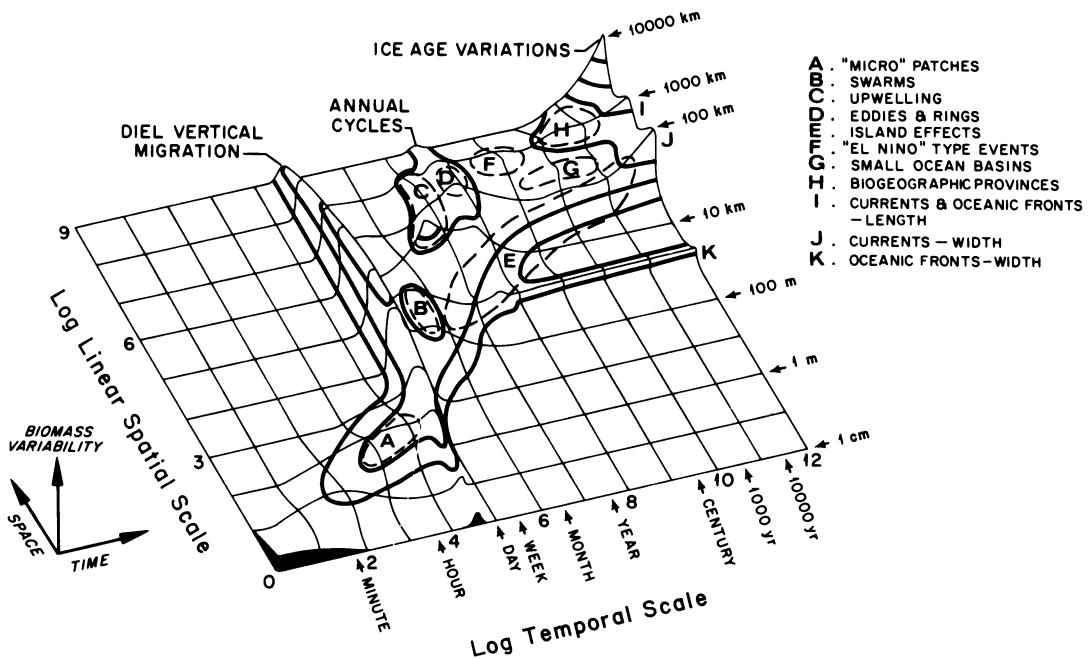 ICE AGE VARIATIONS
10000 km
1000 km
I
100 km
J
ANNUAL
CYCLES
DIEL VERTICAL
MIGRATION
H
F
G
D
C
10 km
E
K
B
100 m
A
1 m
1 cm
9
6
3
0
Log Linear Spatial Scale
A . "MICRO" PATCHES
B . SWARMS
C . UPWELLING
D . EDDIES & RINGS
E . ISLAND EFFECTS
F . "EL NINO" TYPE EVENTS
G . SMALL OCEAN BASINS
H . BIOGEOGRAPHIC PROVINCES
I . CURRENTS & OCEANIC FRONTS
–LENGTH
J . CURRENTS – WIDTH
K . OCEANIC FRONTS–WIDTH
BIOMASS
VARIABILITY
SPACE
TIME
2
4
6
8
10
12
MINUTE
HOUR
DAY
WEEK
MONTH
YEAR
CENTURY
1000 yr
10000 yr
Log Temporal Scale